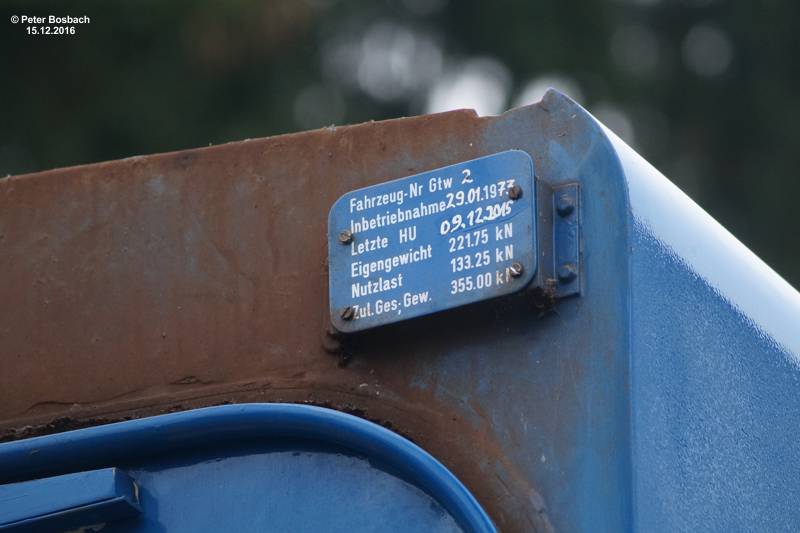 © Peter Bosbach
15.12.2016
Fahrzeug-Nr Gtw 2
Inbetriebnahme 29.01.1977
Letzte HU 09.12.2015
Eigengewicht 221.75 kN
Nutzlast 133.25 kN
Zul.Ges.Gew. 355.00 kN